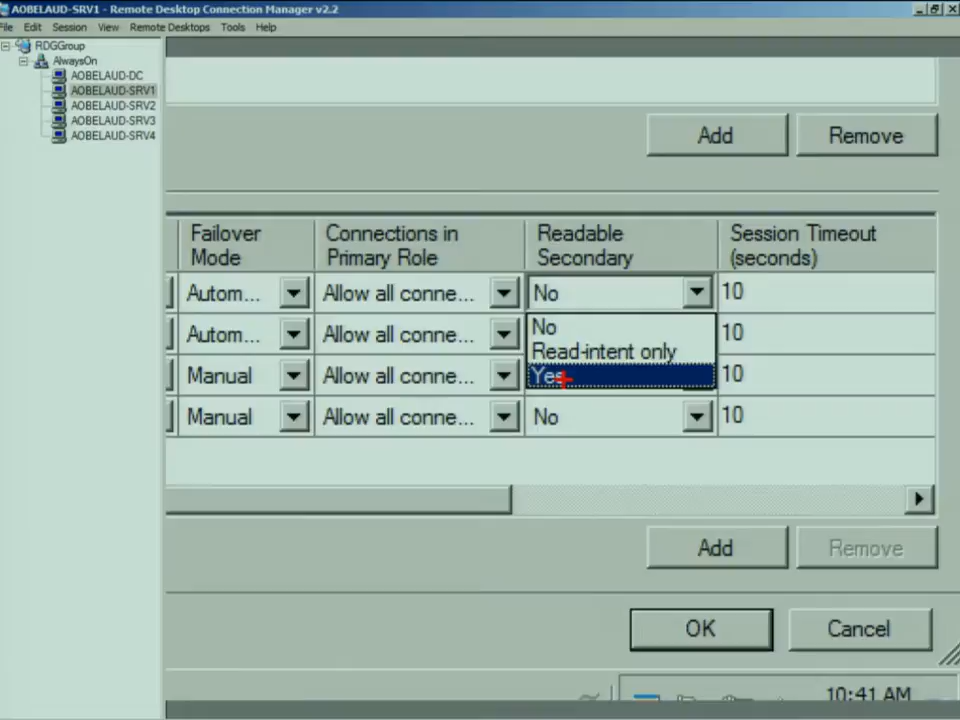 AOBELAUD-SRV1 - Remote Desktop Connection Manager v2.2
File Edit Session View Remote Desktops Tools Help
RDGGroup
AlwaysOn
AOBELAUD-DC
AOBELAUD-SRV1
AOBELAUD-SRV2
AOBELAUD-SRV3
AOBELAUD-SRV4
Add Remove
Failover Mode Connections in Primary Role Readable Secondary Session Timeout (seconds)
Autom... Allow all conne... No 10
Autom... Allow all conne... No 10
Read-intent only
Manual Allow all conne... Yes 10
Manual Allow all conne... No 10
Add Remove
OK Cancel
10:41 AM